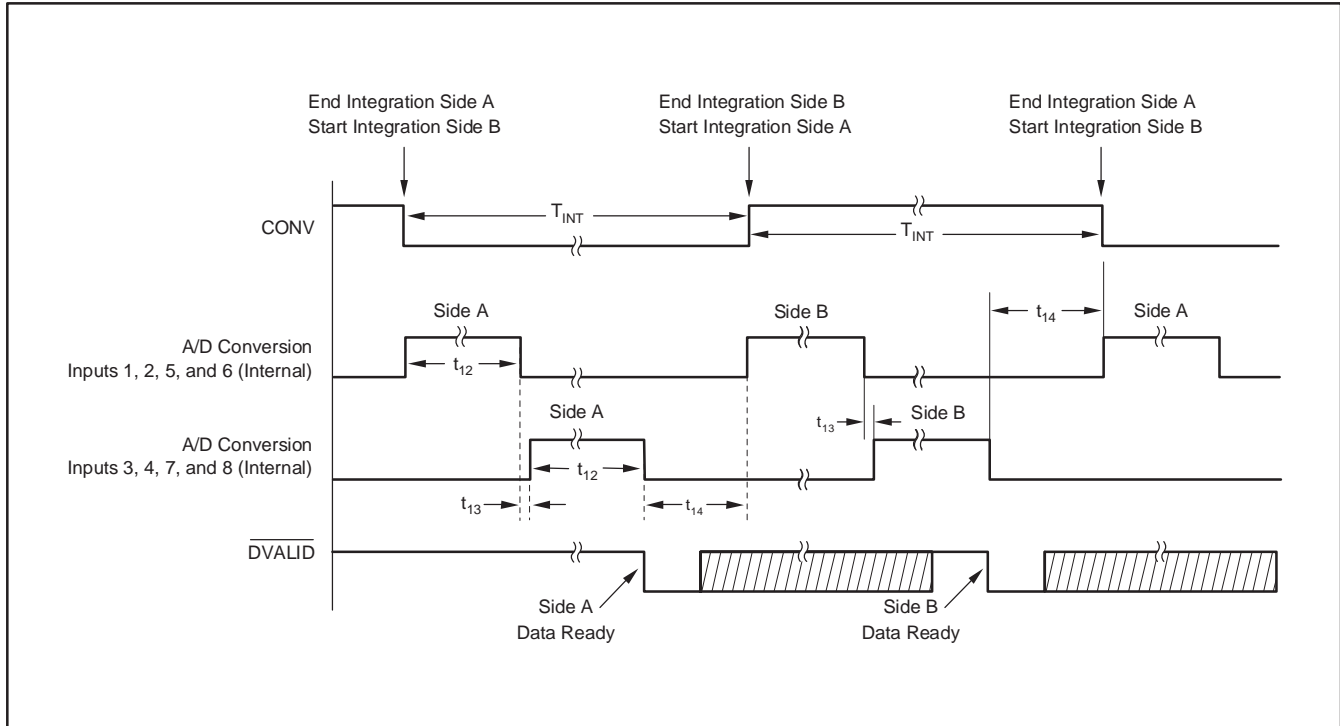 End Integration Side A
Start Integration Side B
End Integration Side B
Start Integration Side A
End Integration Side A
Start Integration Side B
CONV
TINT
TINT
A/D Conversion
Inputs 1, 2, 5, and 6 (Internal)
Side A
t12
Side B
t14
Side A
A/D Conversion
Inputs 3, 4, 7, and 8 (Internal)
Side A
t12
t13
t14
t13
Side B
DVALID
Side A
Data Ready
Side B
Data Ready